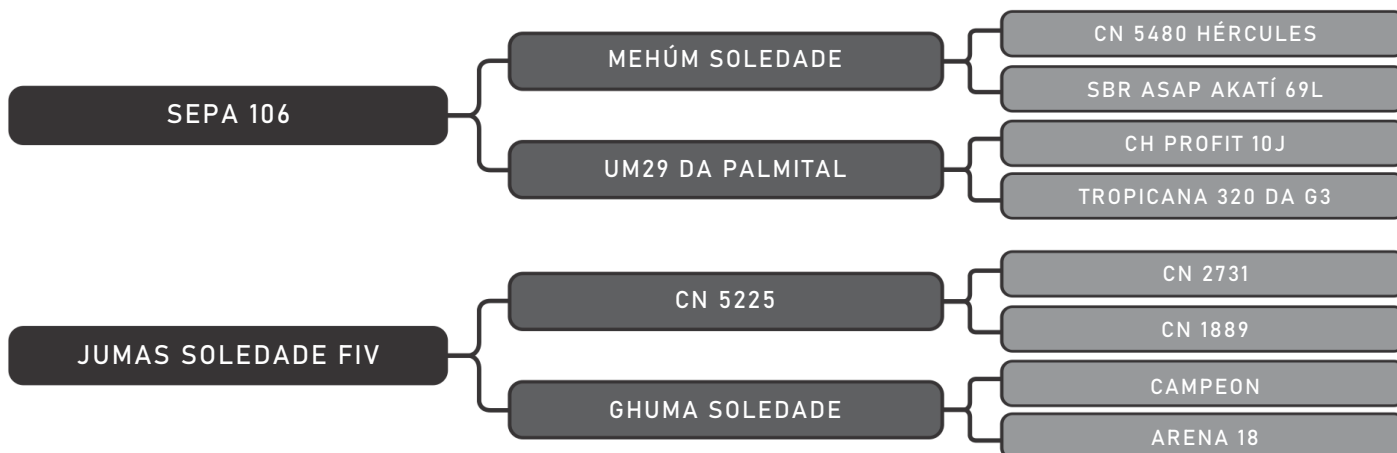 SEPA 106
MEHÚM SOLEDADE
CN 5480 HÉRCULES
SBR ASAP AKATÍ 69L
UM29 DA PALMITAL
CH PROFIT 10J
TROPICANA 320 DA G3
JUMAS SOLEDADE FIV
CN 5225
CN 2731
CN 1889
GHUMA SOLEDADE
CAMPEON
ARENA 18